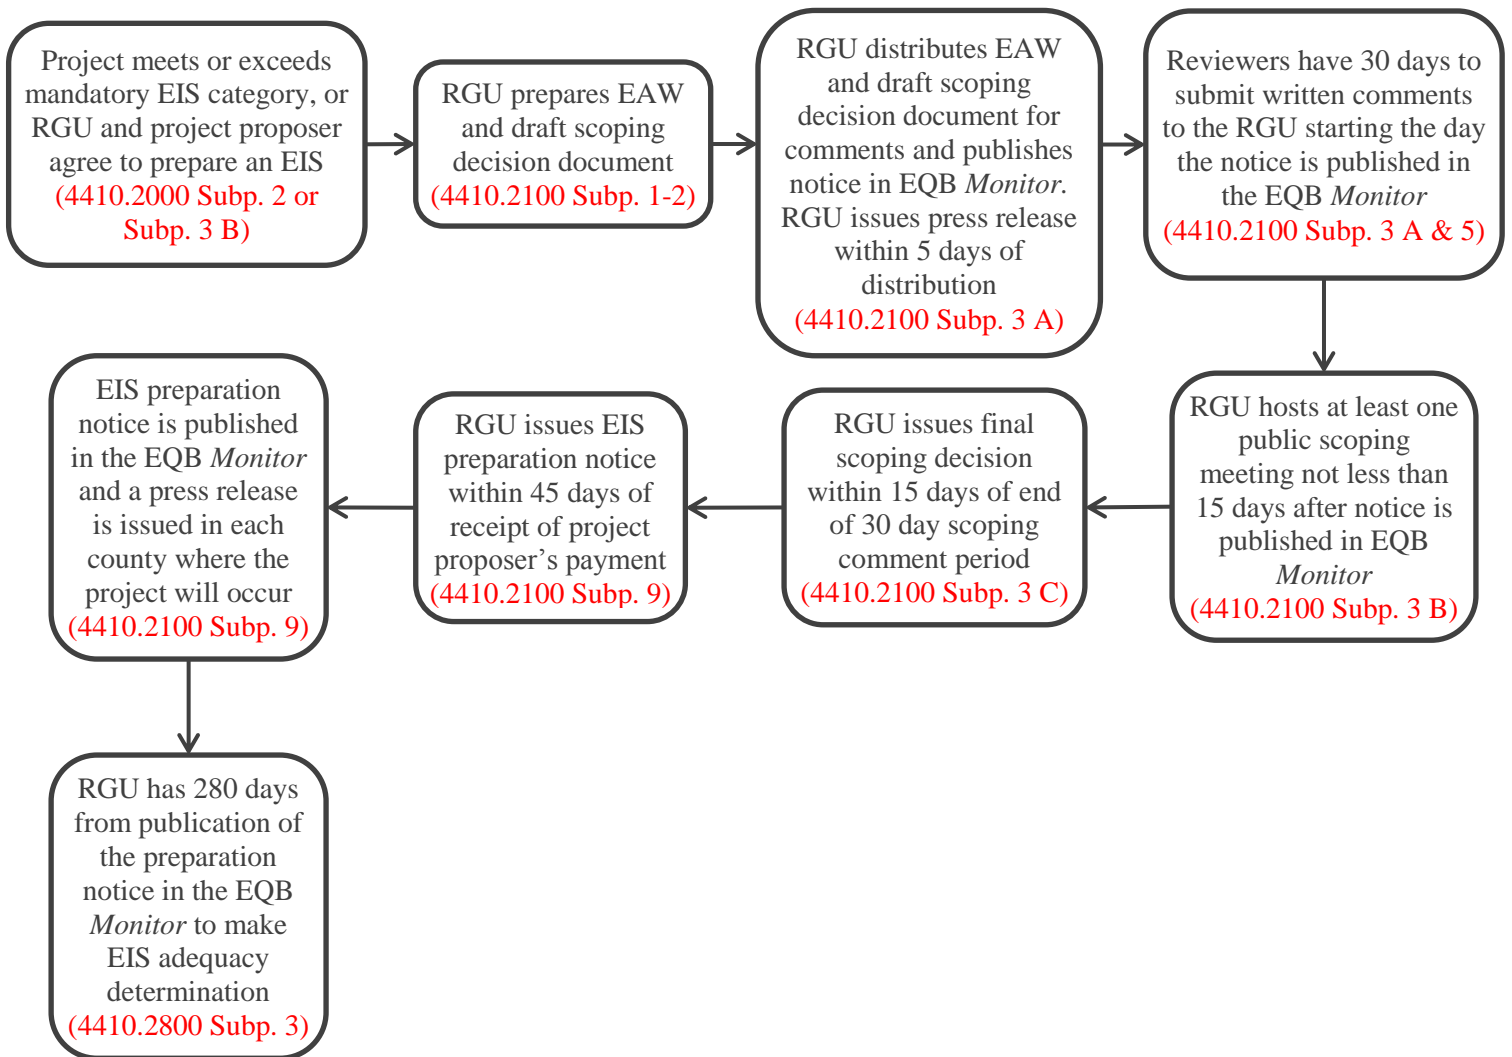 Project meets or exceeds
mandatory EIS category, or
RGU and project proposer
agree to prepare an EIS
(4410.2000 Subp. 2 or
Subp. 3 B)
RGU prepares EAW
and draft scoping
decision document
(4410.2100 Subp. 1-2)
RGU distributes EAW
and draft scoping
decision document for
comments and publishes
notice in EQB Monitor.
RGU issues press release
within 5 days of
distribution
(4410.2100 Subp. 3 A)
Reviewers have 30 days to
submit written comments
to the RGU starting the day
the notice is published in
the EQB Monitor
(4410.2100 Subp. 3 A & 5)
RGU hosts at least one
public scoping
meeting not less than
15 days after notice is
published in EQB
Monitor
(4410.2100 Subp. 3 B)
RGU issues final
scoping decision
within 15 days of end
of 30 day scoping
comment period
(4410.2100 Subp. 3 C)
RGU issues EIS
preparation notice
within 45 days of
receipt of project
proposer’s payment
(4410.2100 Subp. 9)
EIS preparation
notice is published
in the EQB Monitor
and a press release
is issued in each
county where the
project will occur
(4410.2100 Subp. 9)
RGU has 280 days
from publication of
the preparation
notice in the EQB
Monitor to make
EIS adequacy
determination
(4410.2800 Subp. 3)